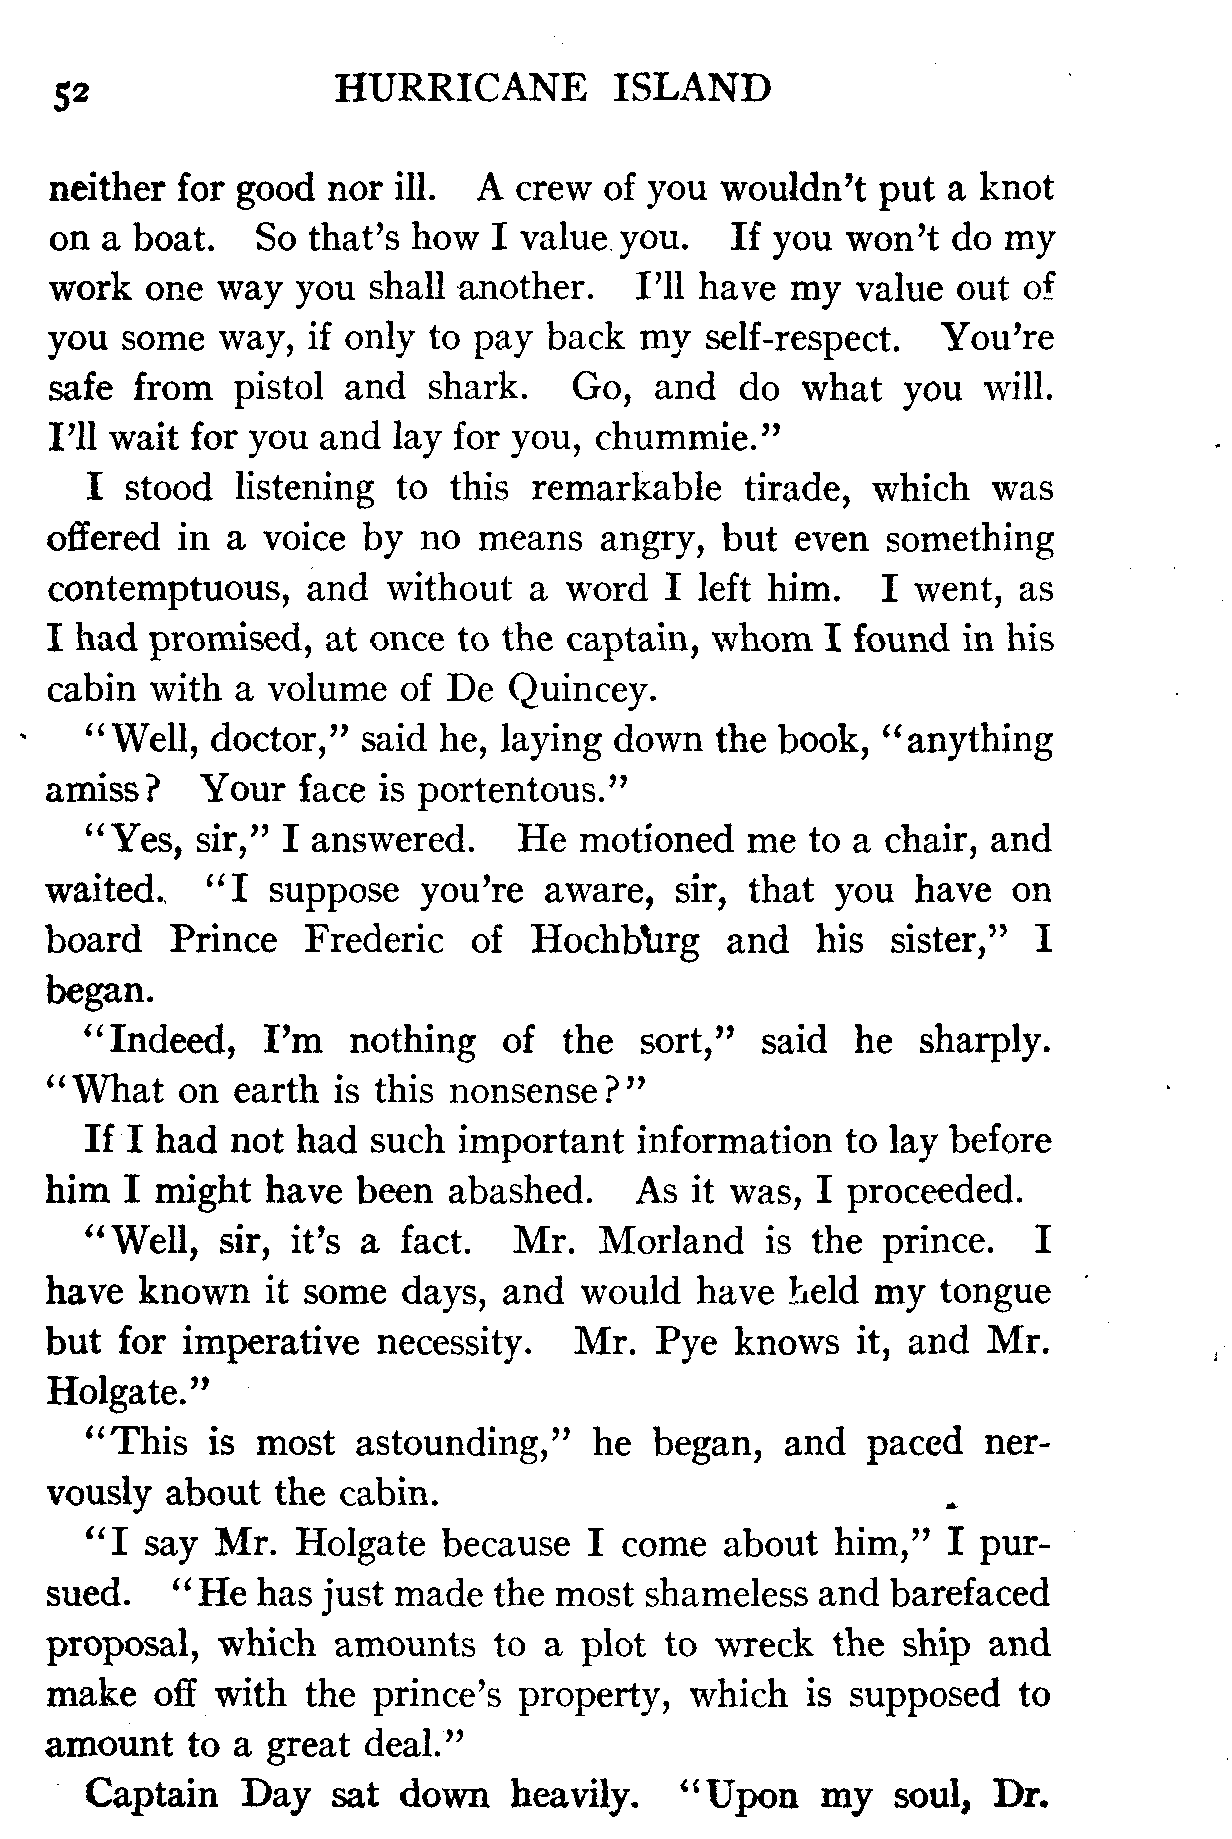 52 HURRICANE ISLAND
neither for good nor ill. A crew of you wouldn't put a knot
on a boat. So that's how I value you. If you won't do my
work one way you shall another. I'll have my value out of
you some way, if only to pay back my self-respect. You're
safe from pistol and shark. Go, and do what you will.
I'll wait for you and lay for you, chummie."
I stood listening to this remarkable tirade, which was
offered in a voice by no means angry, but even something
contemptuous, and without a word I left him. I went, as
I had promised, at once to the captain, whom I found in his
cabin with a volume of De Quincey.
"Well, doctor," said he, laying down the book, "anything
amiss? Your face is portentous."
"Yes, sir," I answered. He motioned me to a chair, and
waited. "I suppose you're aware, sir, that you have on
board Prince Frederic of Hochburg and his sister," I
began.
"Indeed, I'm nothing of the sort," said he sharply.
"What on earth is this nonsense?"
If I had not had such important information to lay before
him I might have been abashed. As it was, I proceeded.
"Well, sir, it's a fact. Mr. Morland is the prince. I
have known it some days, and would have held my tongue
but for imperative necessity. Mr. Pye knows it, and Mr.
Holgate."
"This is most astounding," he began, and paced ner-
vously about the cabin.
"I say Mr. Holgate because I come about him," I pur-
sued. "He has just made the most shameless and barefaced
proposal, which amounts to a plot to wreck the ship and
make off with the prince's property, which is supposed to
amount to a great deal."
Captain Day sat down heavily. "Upon my soul, Dr.